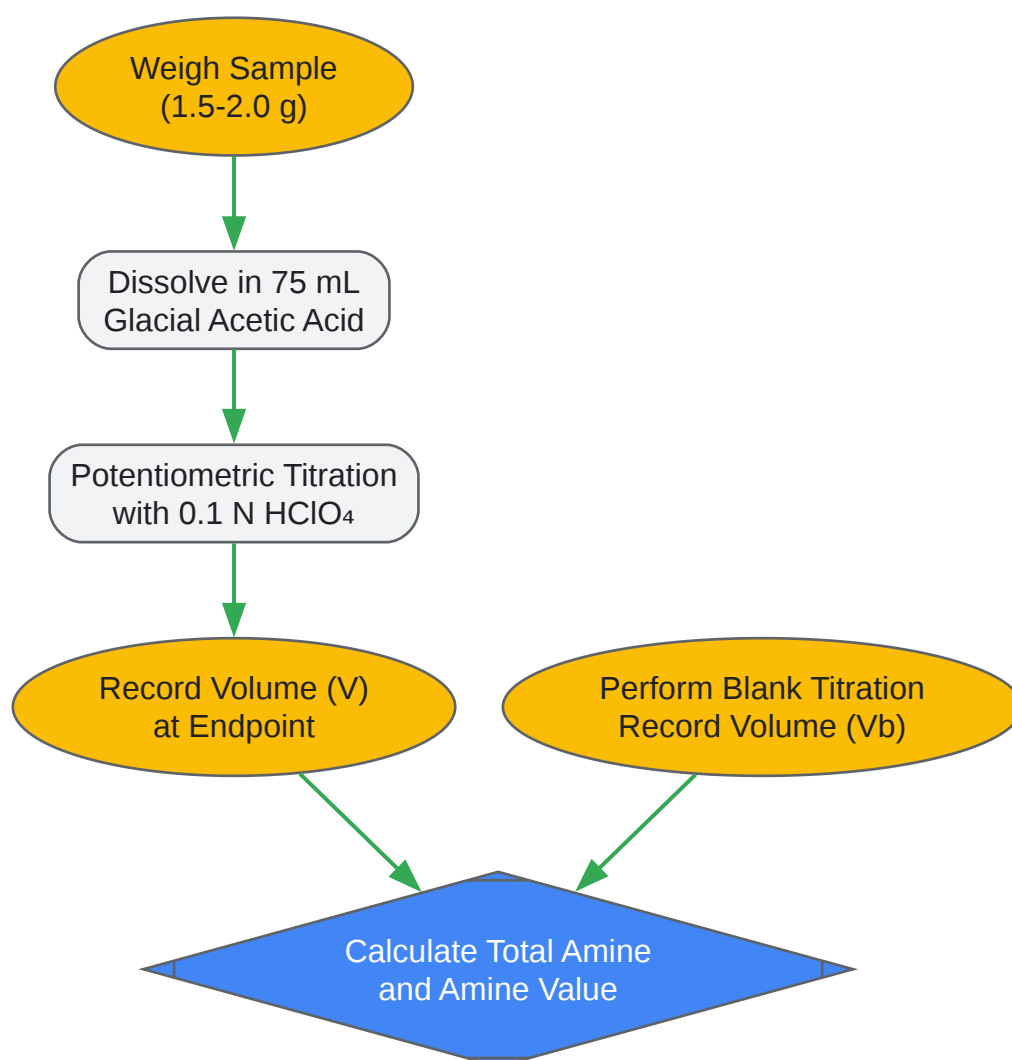 Weigh Sample
(1.5-2.0 g)
Dissolve in 75 mL
Glacial Acetic Acid
Potentiometric Titration
with 0.1 N HClO₄
Record Volume (V)
at Endpoint
Perform Blank Titration
Record Volume (Vb)
Calculate Total Amine
and Amine Value